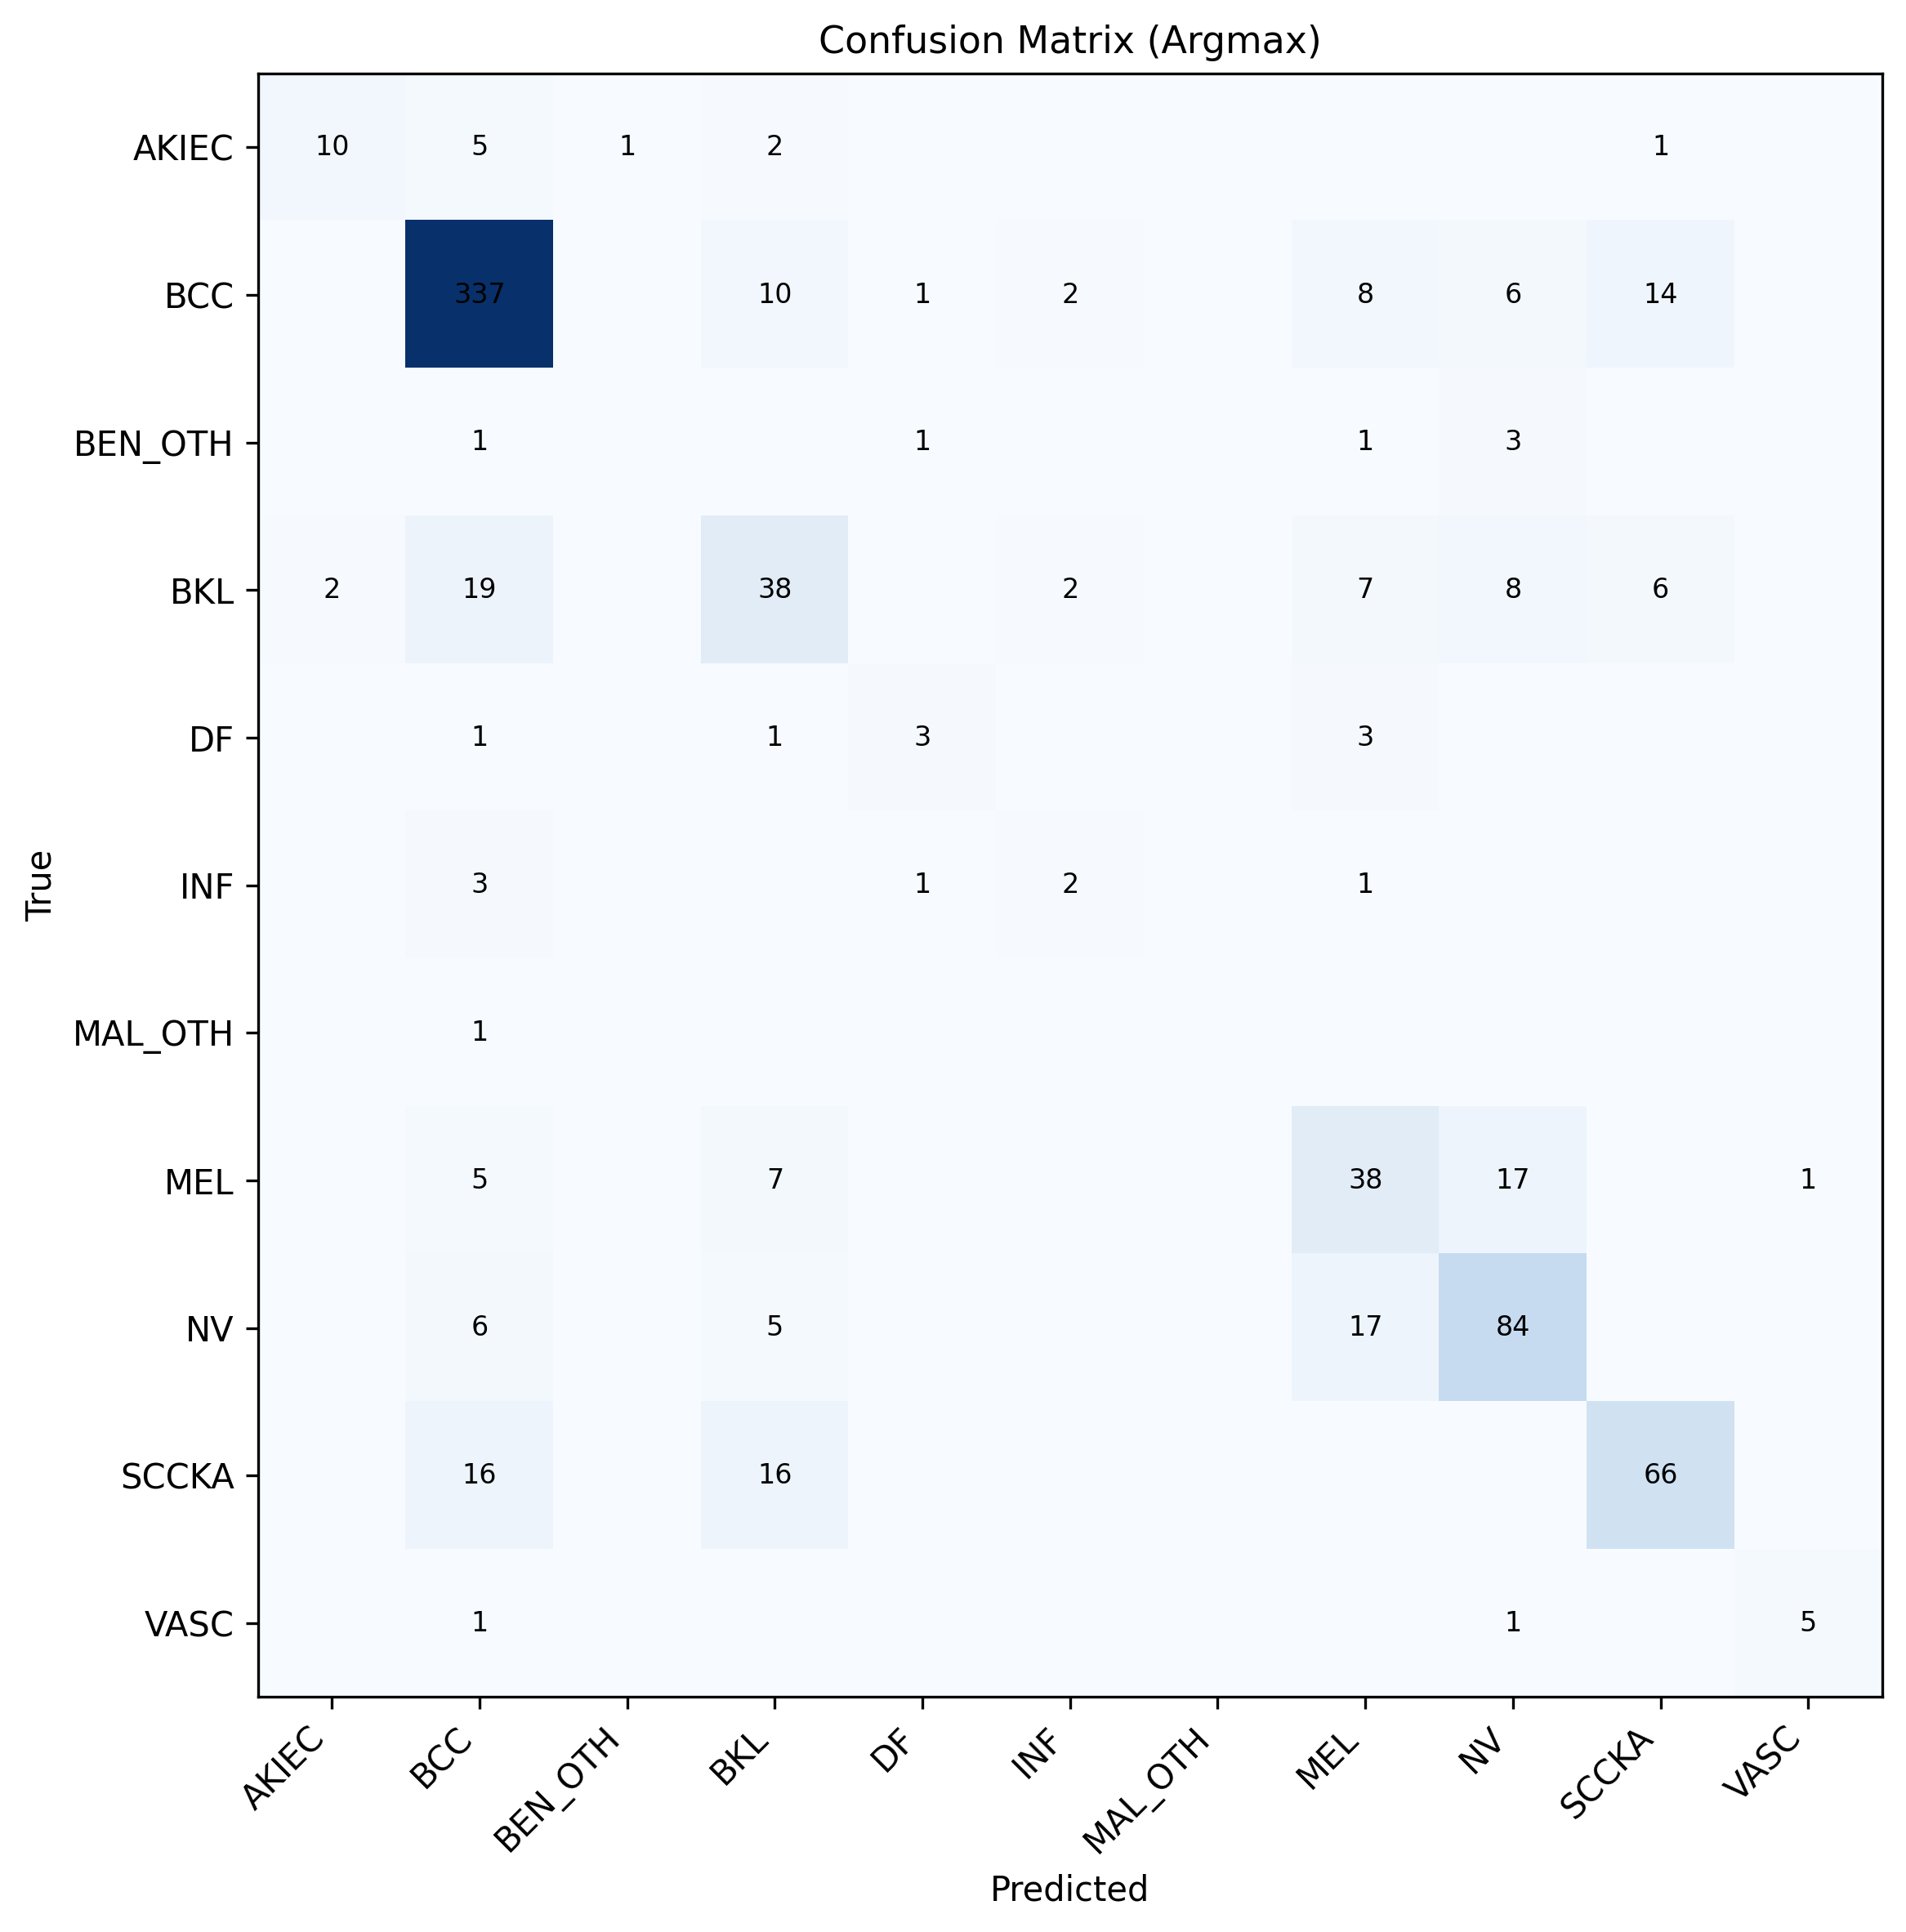 Confusion Matrix (Argmax)
AKIEC 10 5 1 2 1
BCC 337 10 1 2 8 6 14
BEN_OTH 1 1 1 3
BKL 2 19 38 2 7 8 6
DF 1 1 3 3
INF 3 1 2 1
MAL_OTH 1
MEL 5 7 38 17 1
NV 6 5 17 84
SCCKA 16 16 66
VASC 1 1 5
True
AKIEC BCC BEN_OTH BKL DF INF MAL_OTH MEL NV SCCKA VASC
Predicted